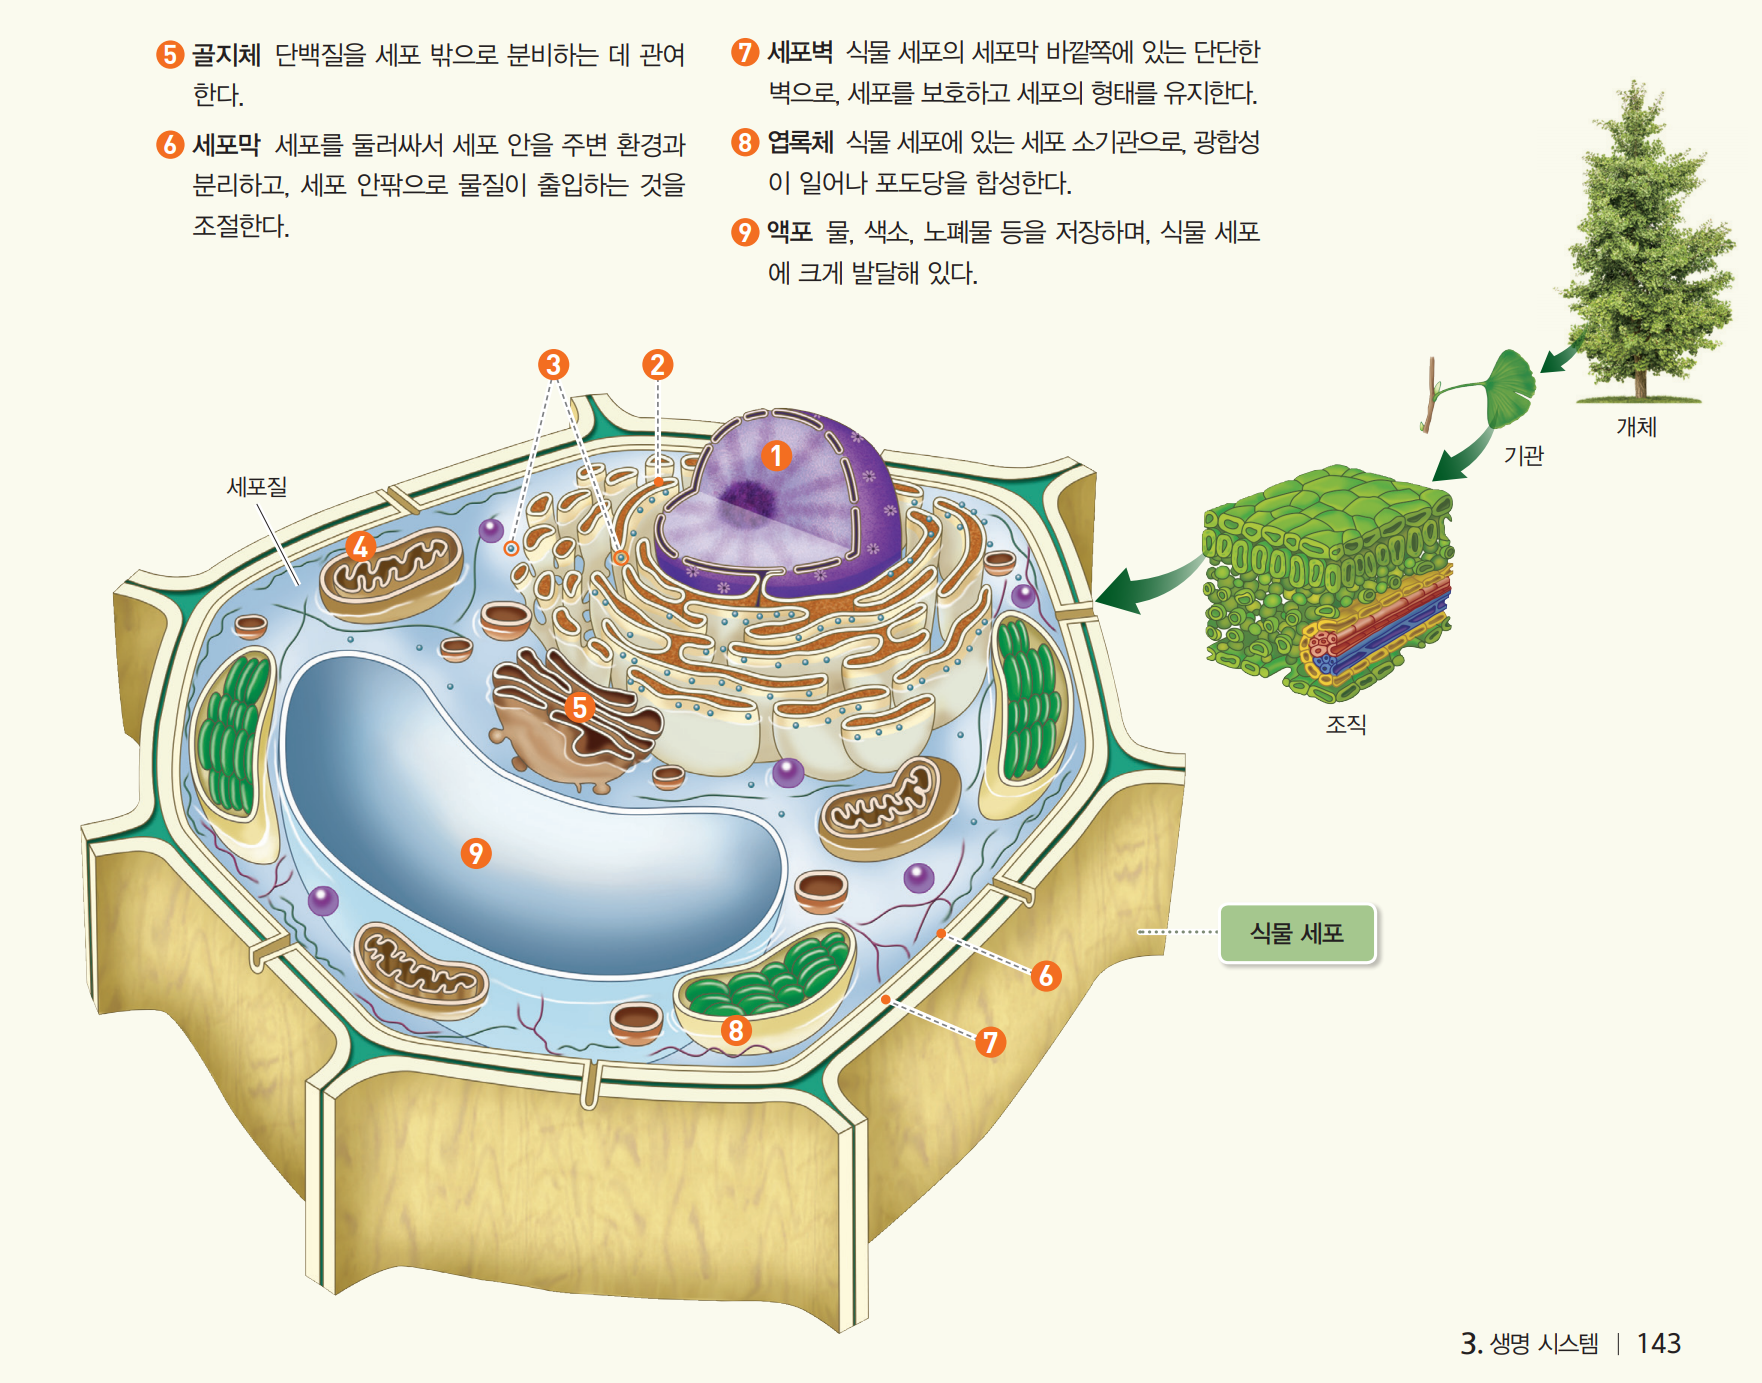 5 골지체 단백질을 세포 밖으로 분비하는 데 관여
한다.
6 세포막 세포를 둘러싸서 세포 안을 주변 환경과
분리하고, 세포 안팎으로 물질이 출입하는 것을
조절한다.
7 세포벽 식물 세포의 세포막 바깥쪽에 있는 단단한
벽으로, 세포를 보호하고 세포의 형태를 유지한다.
8 엽록체 식물 세포에 있는 세포 소기관으로, 광합성
이 일어나 포도당을 합성한다.
9 액포 물, 색소, 노폐물 등을 저장하며, 식물 세포
에 크게 발달해 있다.
3
2
1
개체
기관
세포질
4
5
조직
9
식물 세포
6
8
7
3. 생명 시스템 | 143